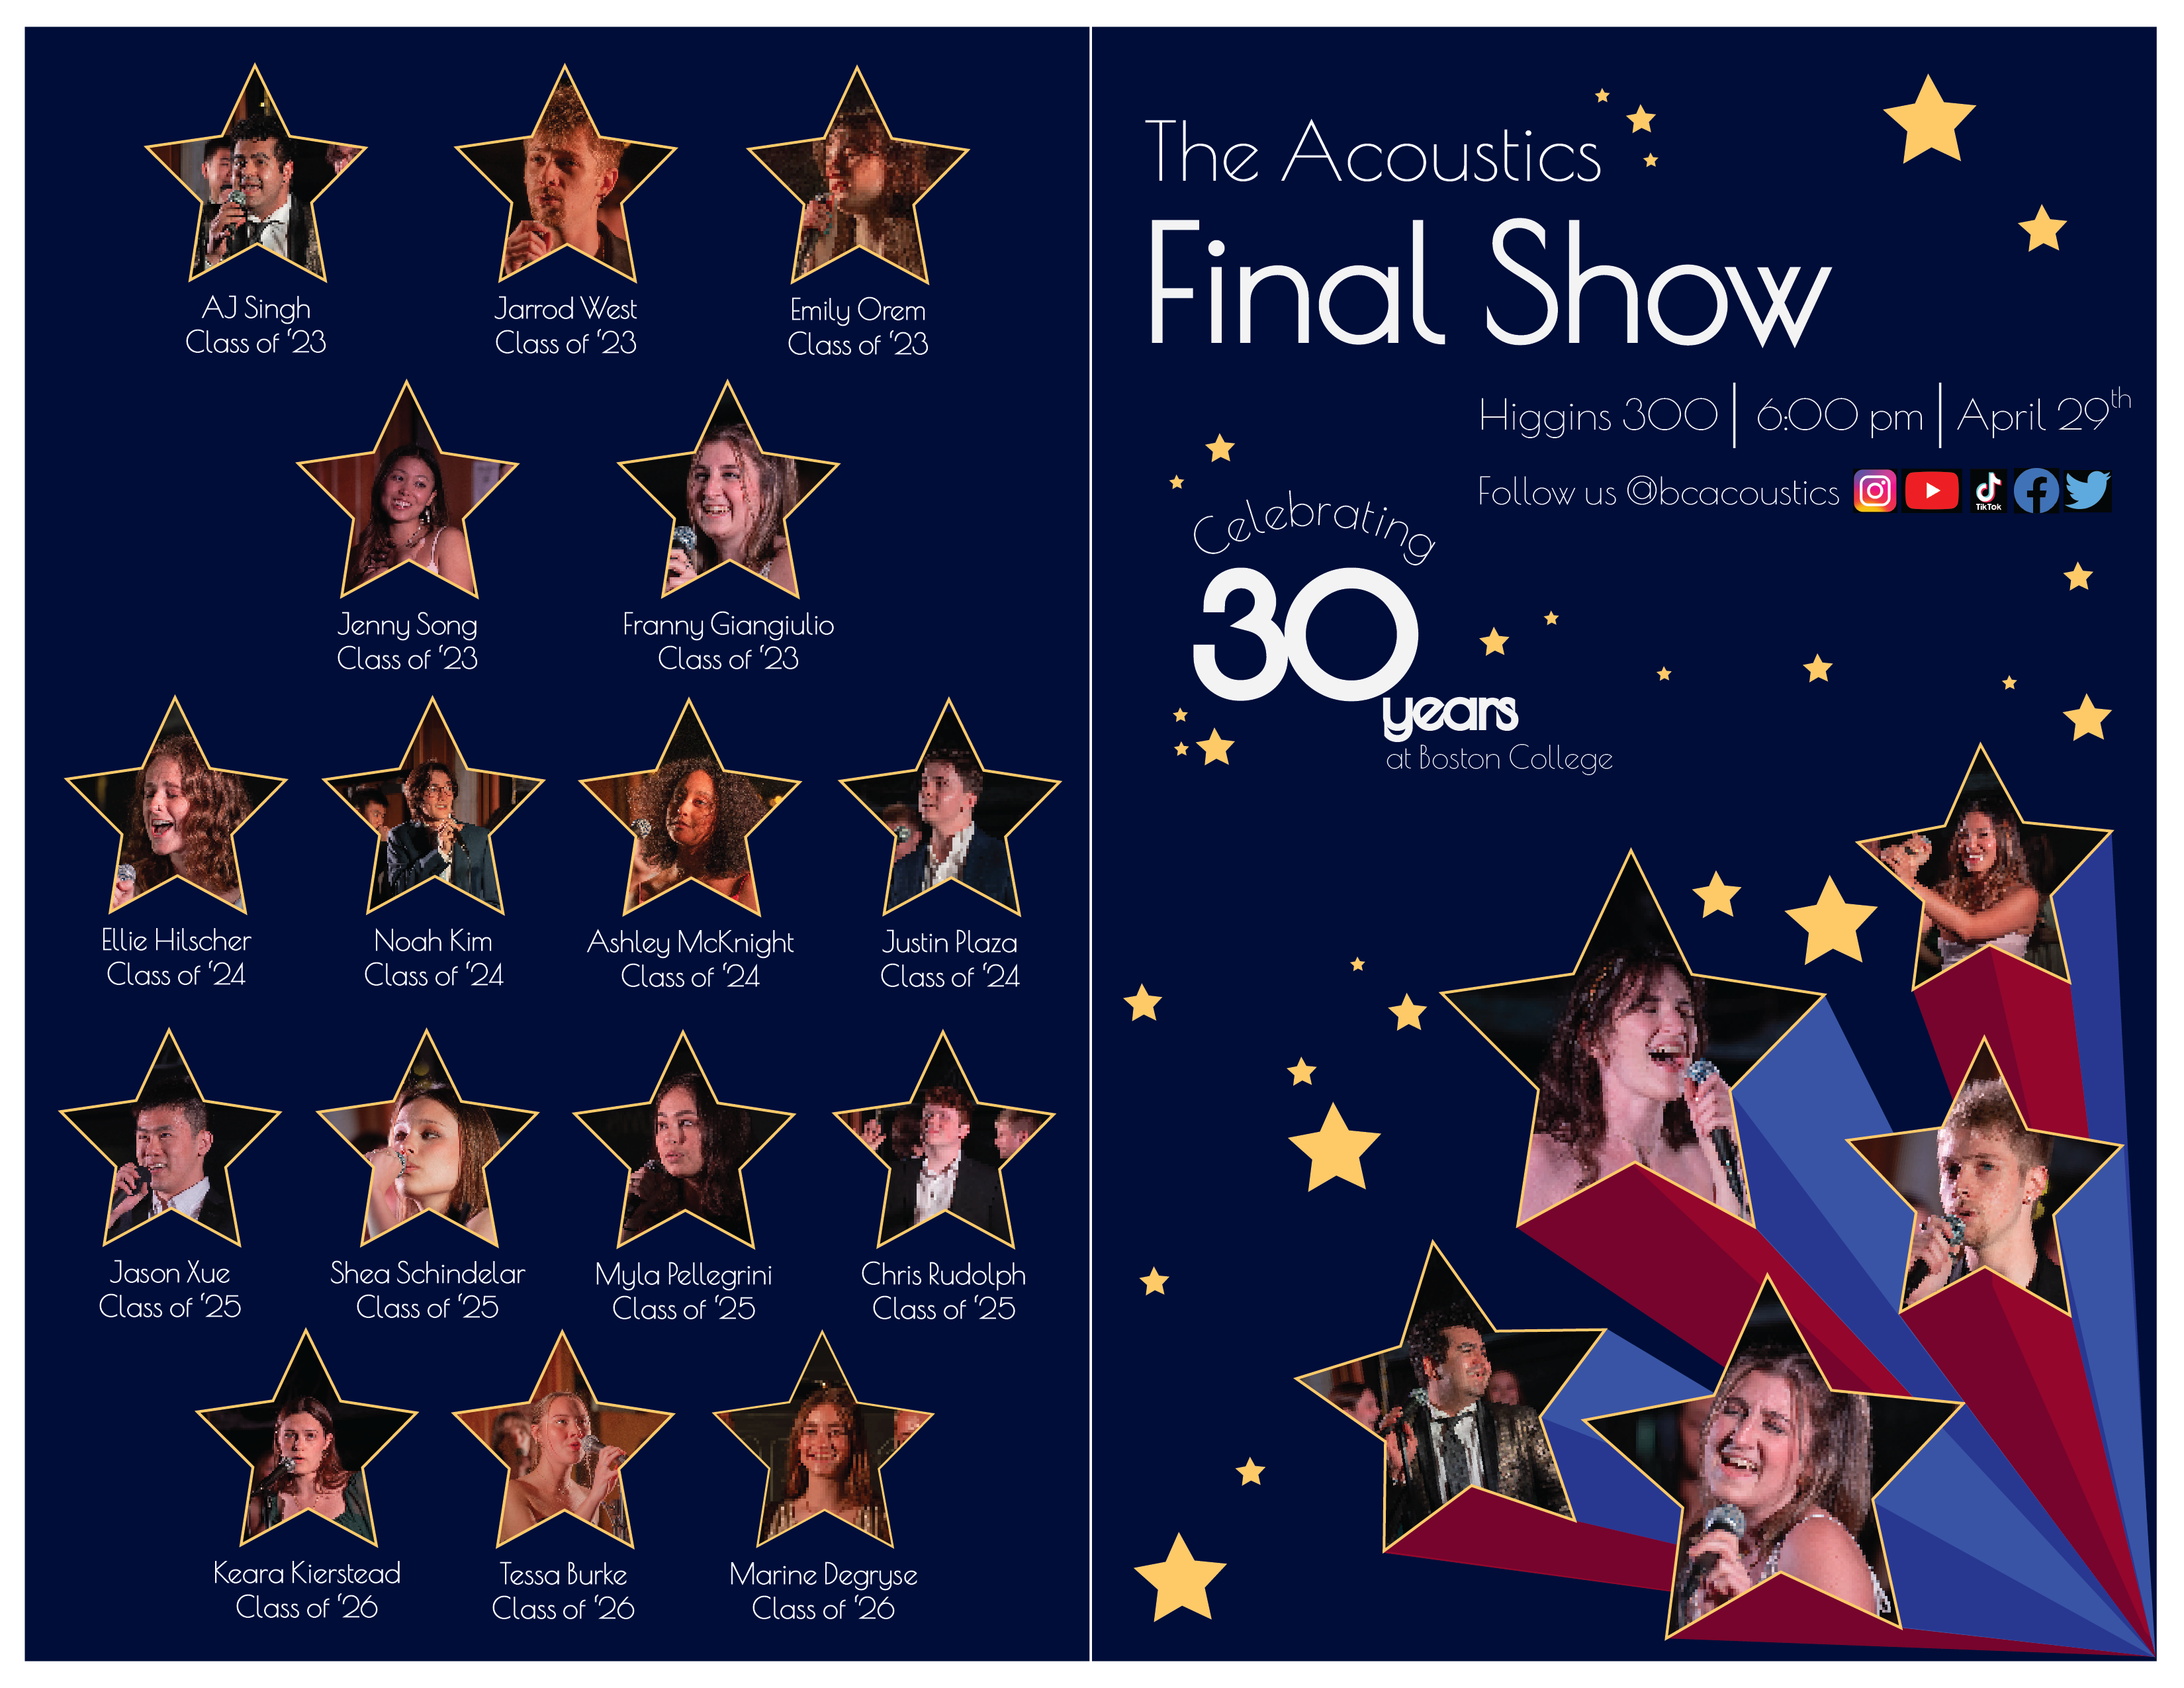 AJ Singh
Class of ‘23
Jarrod West
Class of ‘23
Emily Orem
Class of ‘23
Jenny Song
Class of ‘23
Franny Giangiulio
Class of ‘23
Ellie Hilscher
Class of ‘24
Noah Kim
Class of ‘24
Ashley McKnight
Class of ‘24
Justin Plaza
Class of ‘24
Jason Xue
Class of ‘25
Shea Schindelar
Class of ‘25
Myla Pellegrini
Class of ‘25
Chris Rudolph
Class of ‘25
Keara Kierstead
Class of ‘26
Tessa Burke
Class of ‘26
Marine Degryse
Class of ‘26
The Acoustics
Final Show
Higgins 300 | 6:00 pm | April 29th
Follow us @bcacoustics
TikTok
Celebrating
30
years
at Boston College